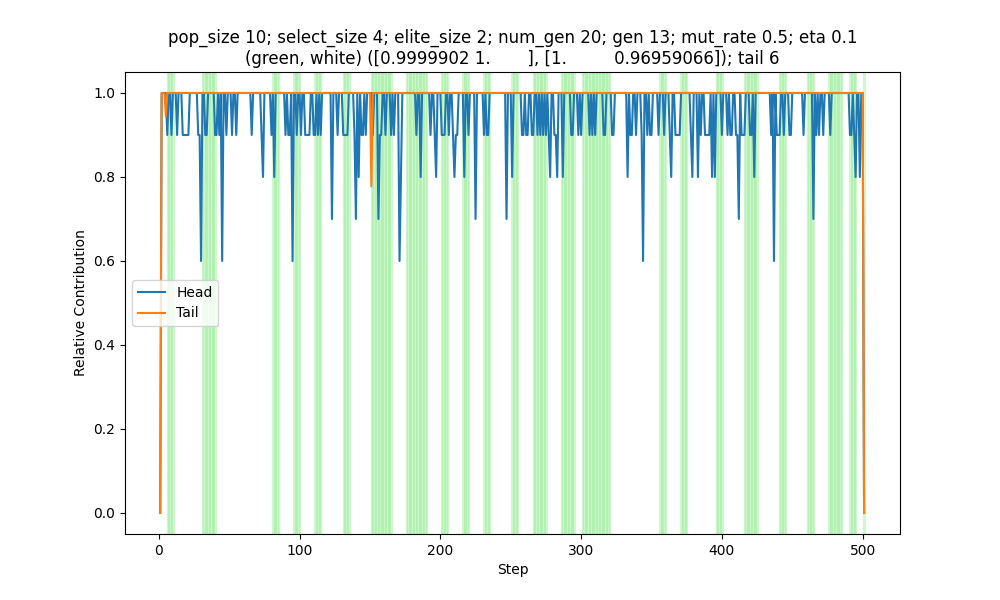 pop_size 10; select_size 4; elite_size 2; num_gen 20; gen 13; mut_rate 0.5; eta 0.1
(green, white) ([0.9999902 1.        ], [1.          0.96959066]); tail 6
1.0
0.8
0.6
0.4
0.2
0.0
Relative Contribution
Head
Tail
0
100
200
300
400
500
Step